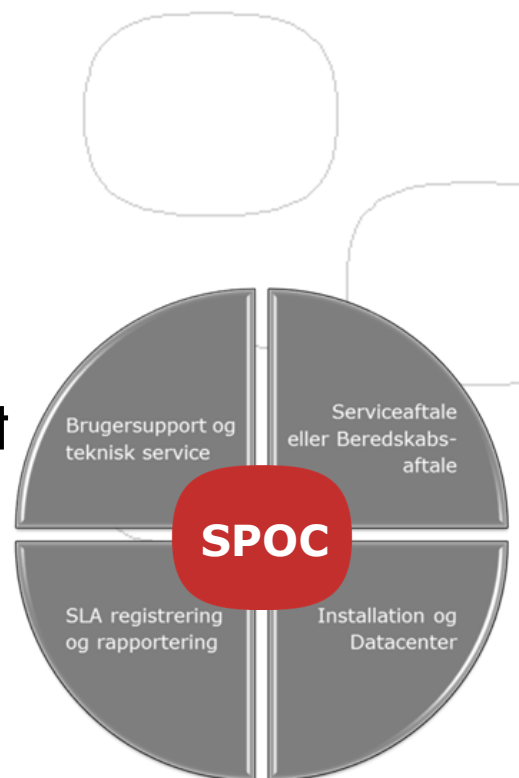 Brugersupport og
teknisk service
Serviceaftale
eller Beredskabs-
aftale
SPOC
SLA registrering
og rapportering
Installation og
Datacenter